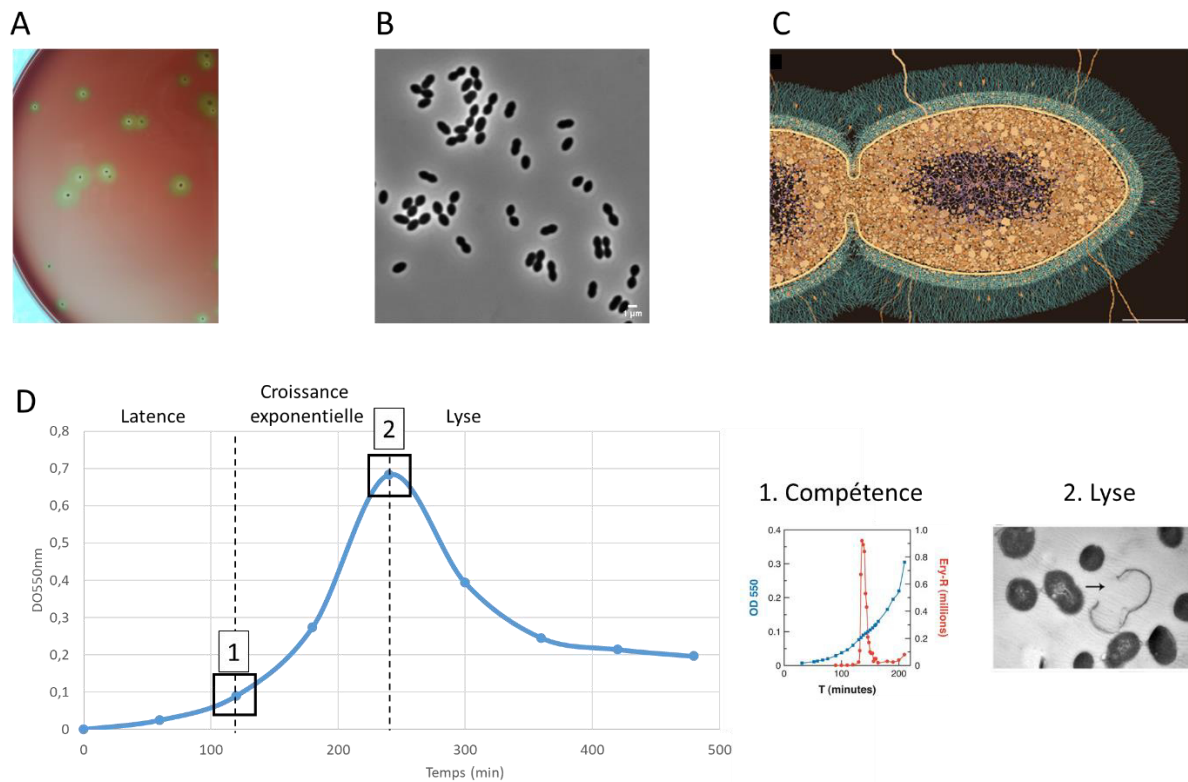 A
B
C
1 µm
D
Latence
Croissance
exponentielle
Lyse
0,8
0,7
0,6
0,5
0,4
0,3
0,2
0,1
0
DO550nm
1
2
0
100
200
300
400
500
Temps (min)
1. Compétence
OD 550
0.4
0.3
0.2
0.1
0
1.0
0.8
0.6
0.4
0.2
0
Ery-R (millions)
0
100
200
T (minutes)
2. Lyse